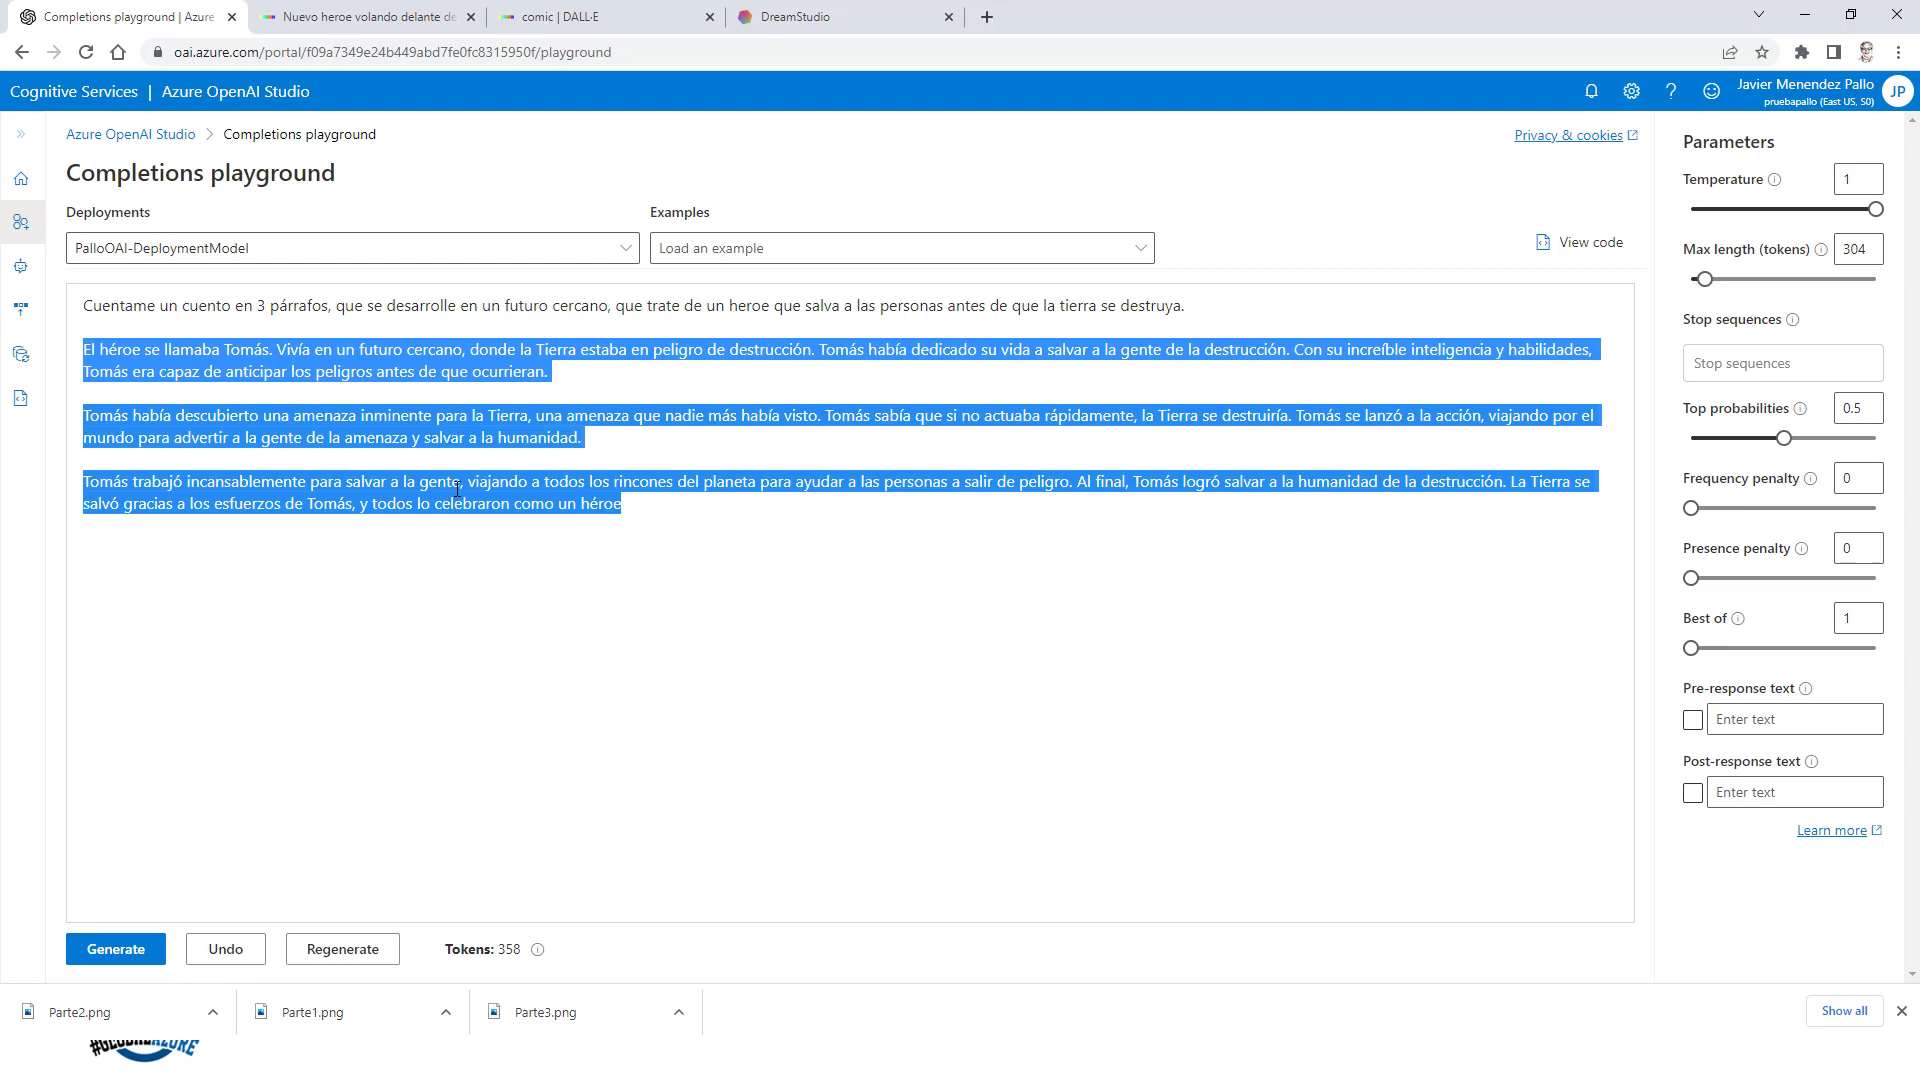 Completions playground | Azure
Nuevo heroe volando delante de
comic | DALL·E
DreamStudio
oai.azure.com/portal/f09a7349e24b449abd7fe0fc8315950f/playground
Cognitive Services | Azure OpenAI Studio
Javier Menendez Pallo
pruebapallo (East US, S0)
JP
Azure OpenAI Studio > Completions playground
Privacy & cookies
Completions playground
Deployments
Examples
PalloOAI-DeploymentModel
Load an example
View code
Cuentame un cuento en 3 párrafos, que se desarrolle en un futuro cercano, que trate de un heroe que salva a las personas antes de que la tierra se destruya.
El héroe se llamaba Tomás. Vivía en un futuro cercano, donde la Tierra estaba en peligro de destrucción. Tomás había dedicado su vida a salvar a la gente de la destrucción. Con su increíble inteligencia y habilidades,
Tomás era capaz de anticipar los peligros antes de que ocurrieran.
Tomás había descubierto una amenaza inminente para la Tierra, una amenaza que nadie más había visto. Tomás sabía que si no actuaba rápidamente, la Tierra se destruiría. Tomás se lanzó a la acción, viajando por el
mundo para advertir a la gente de la amenaza y salvar a la humanidad.
Tomás trabajó incansablemente para salvar a la gente, viajando a todos los rincones del planeta para ayudar a las personas a salir de peligro. Al final, Tomás logró salvar a la humanidad de la destrucción. La Tierra se
salvó gracias a los esfuerzos de Tomás, y todos lo celebraron como un héroe
Generate
Undo
Regenerate
Tokens: 358
Parameters
Temperature
1
Max length (tokens)
304
Stop sequences
Stop sequences
Top probabilities
0.5
Frequency penalty
0
Presence penalty
0
Best of
1
Pre-response text
Enter text
Post-response text
Enter text
Learn more
Parte2.png
Parte1.png
Parte3.png
Show all
#GLOBALAZURE